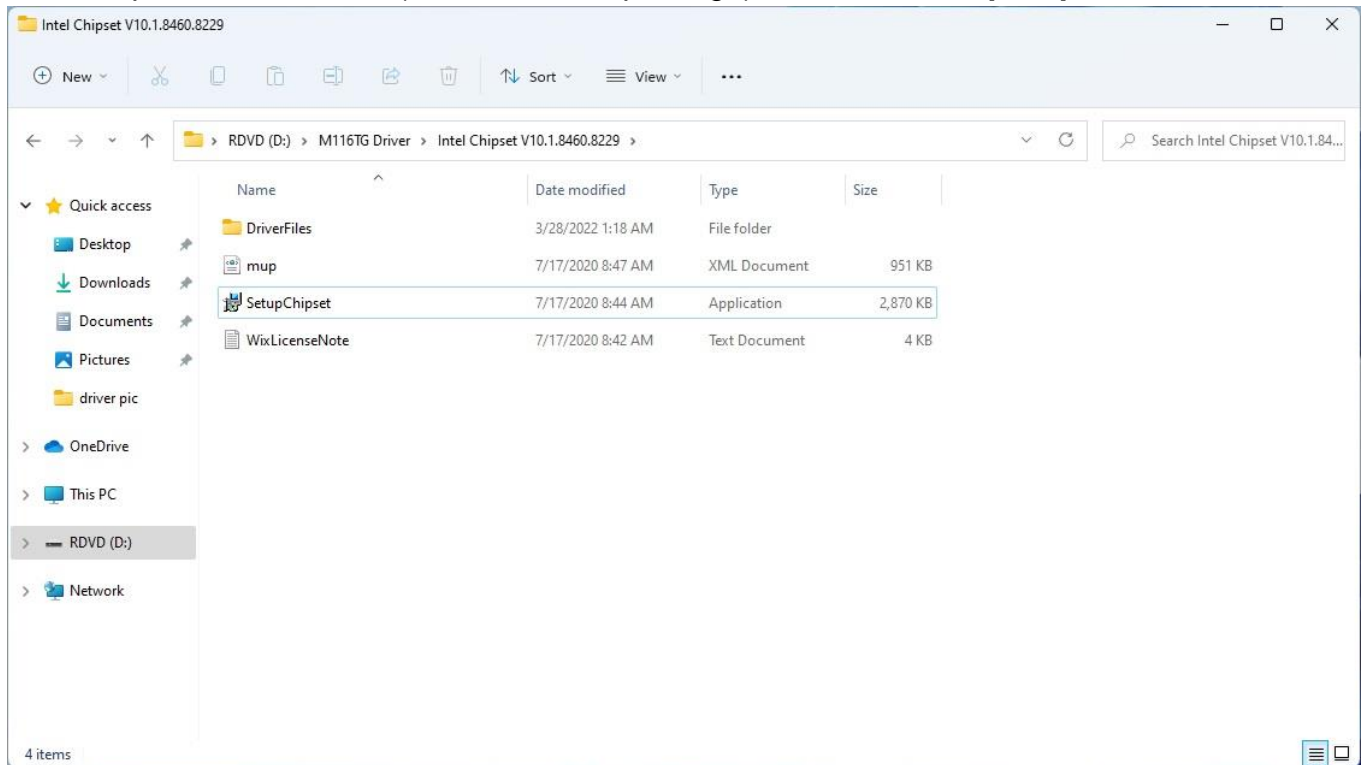 Intel Chipset V10.1.8460.8229
New Sort View
RDVD (D:) › M116TG Driver › Intel Chipset V10.1.8460.8229 › Search Intel Chipset V10.1.84...
Name Date modified Type Size
Quick access
DriverFiles 3/28/2022 1:18 AM File folder
Desktop
mup 7/17/2020 8:47 AM XML Document 951 KB
Downloads
SetupChipset 7/17/2020 8:44 AM Application 2,870 KB
Documents
WixLicenseNote 7/17/2020 8:42 AM Text Document 4 KB
Pictures
driver pic
OneDrive
This PC
RDVD (D:)
Network
4 items